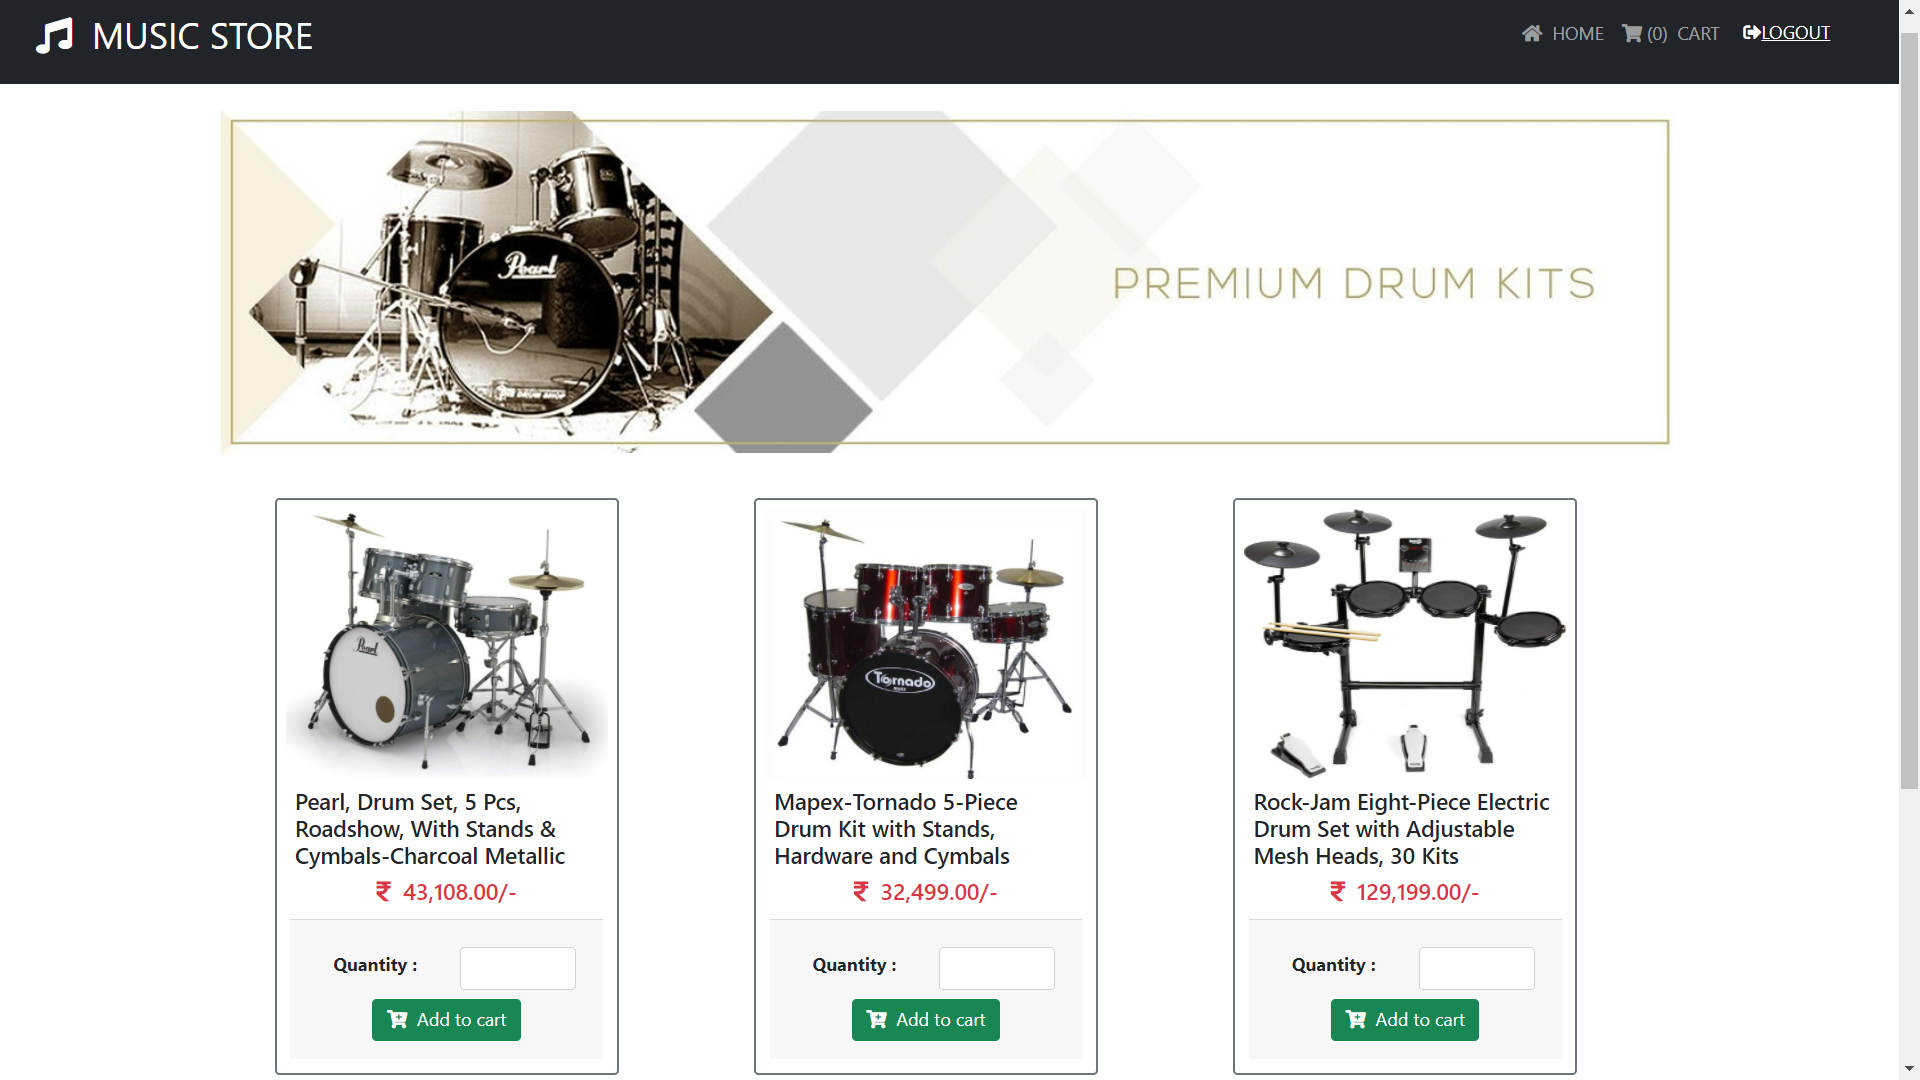 MUSIC STORE
HOME
(0) CART
LOGOUT
Pearl
PREMIUM DRUM KITS
Pearl
Tornado
Pearl, Drum Set, 5 Pcs,
Roadshow, With Stands &
Cymbals-Charcoal Metallic
₹ 43,108.00/-
Quantity :
Add to cart
Mapex-Tornado 5-Piece
Drum Kit with Stands,
Hardware and Cymbals
₹ 32,499.00/-
Quantity :
Add to cart
Rock-Jam Eight-Piece Electric
Drum Set with Adjustable
Mesh Heads, 30 Kits
₹ 129,199.00/-
Quantity :
Add to cart